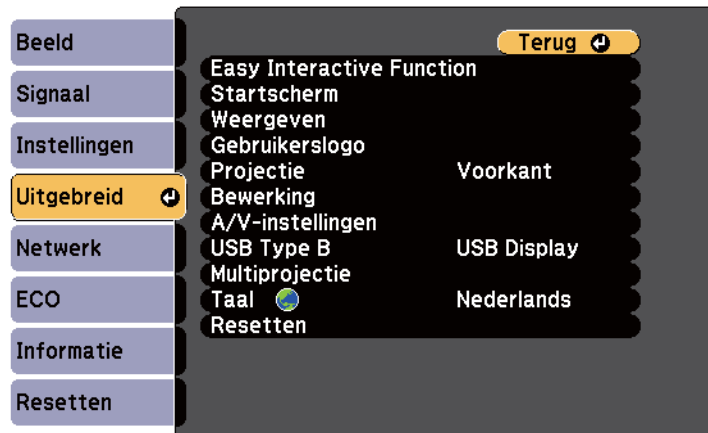 Beeld
Signaal
Instellingen
Uitgebreid
Netwerk
ECO
Informatie
Resetten
Terug
Easy Interactive Function
Startscherm
Weergeven
Gebruikerslogo
Projectie Voorkant
Bewerking
A/V-instellingen
USB Type B USB Display
Multiprojectie
Taal Nederlands
Resetten